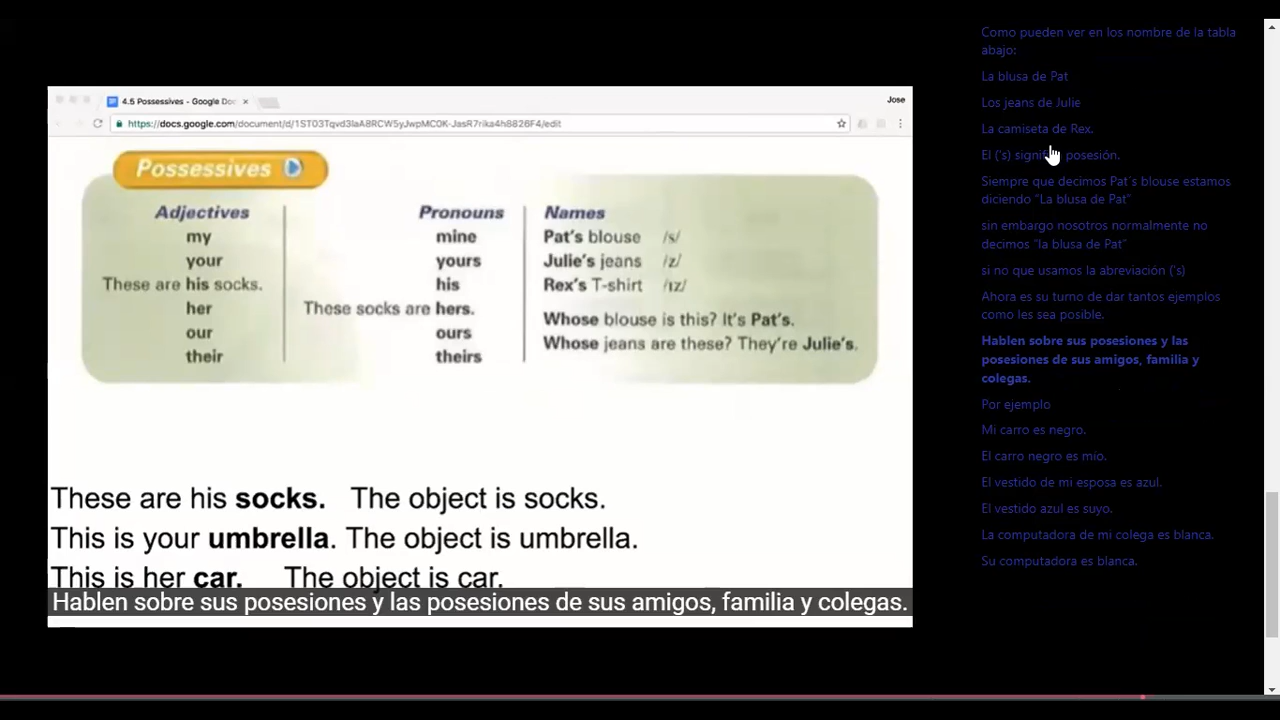 4.5 Possessives - Google Doc
Jose
https://docs.google.com/document/d/1ST03Tqvd3laA8RCW5yJwpMC0K-JasR7rika4h8826F4/edit
Possessives
Adjectives
my
your
These are his socks.
her
our
their
Pronouns
mine
yours
his
These socks are hers.
ours
theirs
Names
Pat's blouse /s/
Julie's jeans /z/
Rex's T-shirt /ɪz/
Whose blouse is this? It's Pat's.
Whose jeans are these? They're Julie's.
These are his socks. The object is socks.
This is your umbrella. The object is umbrella.
This is her car. The object is car.
Hablen sobre sus posesiones y las posesiones de sus amigos, familia y colegas.
Como pueden ver en los nombre de la tabla
abajo:
La blusa de Pat
Los jeans de Julie
La camiseta de Rex.
El ('s) signif posesión.
Siempre que decimos Pat´s blouse estamos
diciendo “La blusa de Pat”
sin embargo nosotros normalmente no
decimos “la blusa de Pat”
si no que usamos la abreviación ('s)
Ahora es su turno de dar tantos ejemplos
como les sea posible.
Hablen sobre sus posesiones y las
posesiones de sus amigos, familia y
colegas.
Por ejemplo
Mi carro es negro.
El carro negro es mío.
El vestido de mi esposa es azul.
El vestido azul es suyo.
La computadora de mi colega es blanca.
Su computadora es blanca.